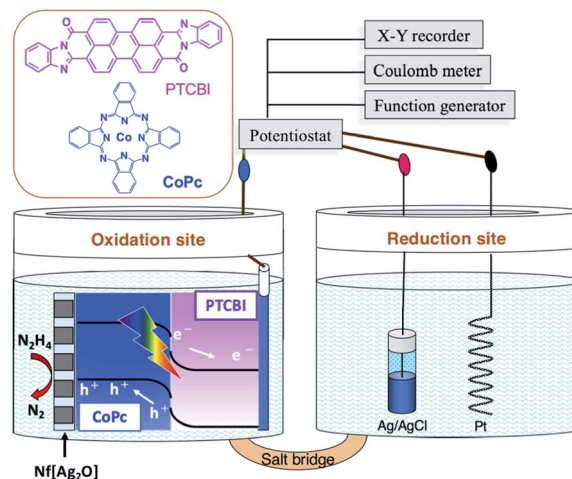 O
N
N
N
N
O
PTCBI
N
N
N
N
Co
N
N
N
N
CoPc
X-Y recorder
Coulomb meter
Function generator
Potentiostat
Oxidation site
Reduction site
PTCBI
e⁻
e⁻
N₂H₄
N₂
h⁺
h⁺
h⁺
CoPc
Ag/AgCl
Pt
Salt bridge
Nf[Ag₂O]